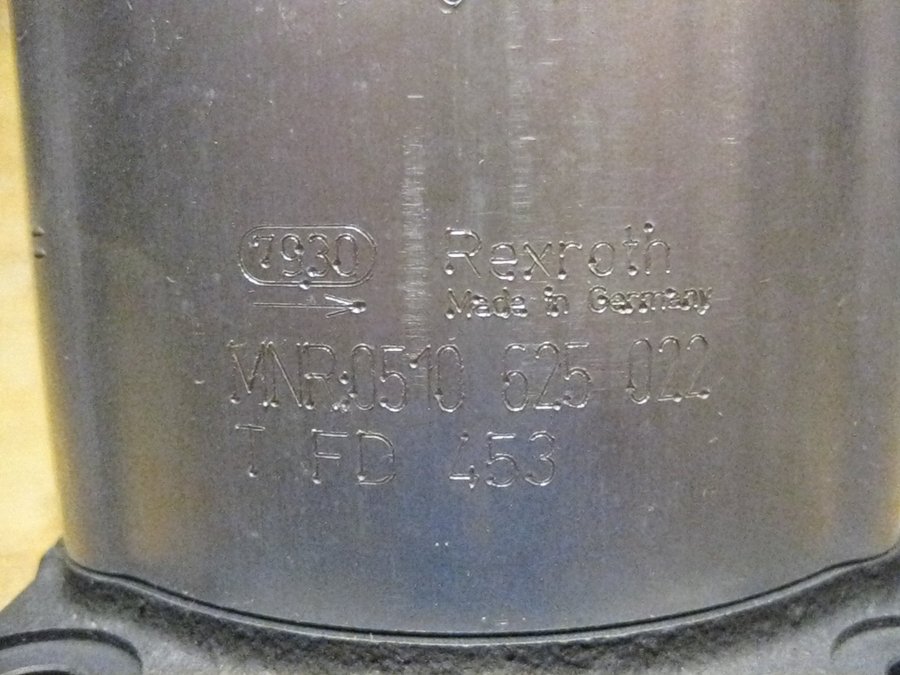 7930 Rexroth
Made in Germany
MNR:0510 625 022
T FD 453